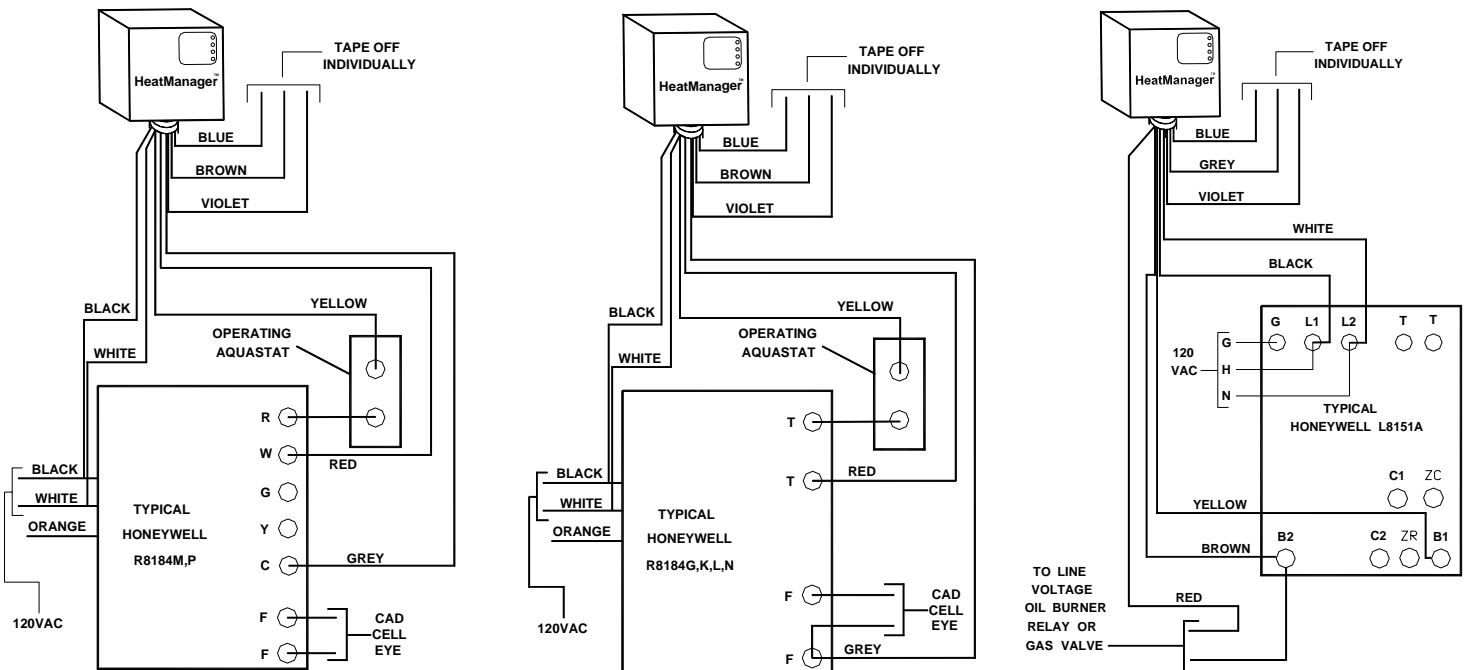 HeatManager™
TAPE OFF
INDIVIDUALLY
BLUE
BROWN
VIOLET
YELLOW
BLACK
OPERATING
AQUASTAT
WHITE
R
W
RED
G
Y
C
GREY
F
F
BLACK
WHITE
ORANGE
TYPICAL
HONEYWELL
R8184M,P
CAD
CELL
EYE
120VAC
HeatManager™
TAPE OFF
INDIVIDUALLY
BLUE
BROWN
VIOLET
YELLOW
BLACK
OPERATING
AQUASTAT
WHITE
T
T
RED
BLACK
WHITE
ORANGE
TYPICAL
HONEYWELL
R8184G,K,L,N
F
F
GREY
CAD
CELL
EYE
120VAC
HeatManager™
TAPE OFF
INDIVIDUALLY
BLUE
GREY
VIOLET
WHITE
BLACK
G L1 L2 T T
120
VAC
G
H
N
TYPICAL
HONEYWELL L8151A
C1 ZC
YELLOW
BROWN
B2 C2 ZR B1
RED
TO LINE
VOLTAGE
OIL BURNER
RELAY OR
GAS VALVE